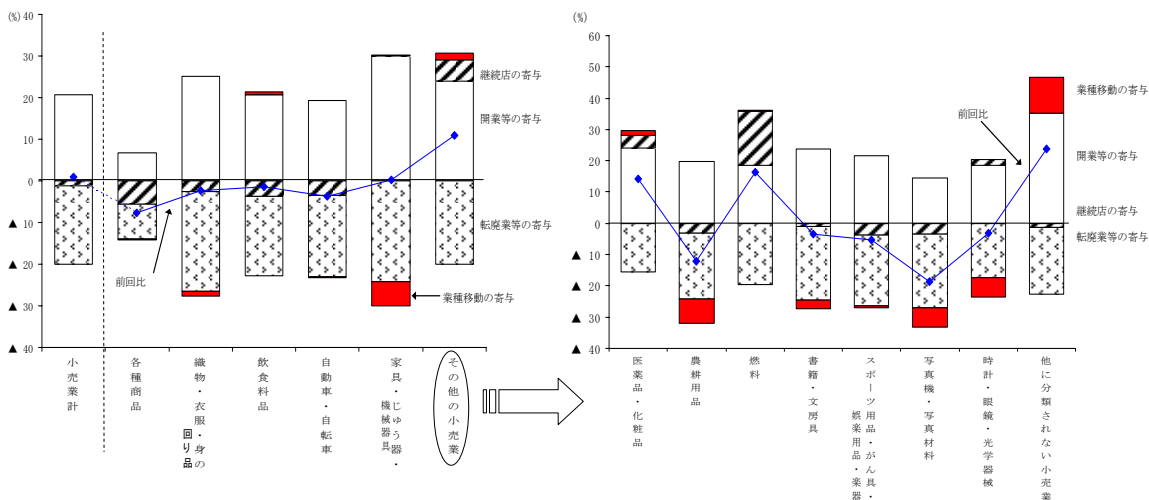 (%)
40
30
20
10
0
▲ 10
▲ 20
▲ 30
▲ 40
継続店の寄与
開業等の寄与
転廃業等の寄与
前回比
業種移動の寄与
小売業計
各種商品
織物・衣服・身の
回り品
飲食料品
自動車・自転車
家具・じゅう器・
機械器具
その他の小売業
(%)
60
50
40
30
20
10
0
▲ 10
▲ 20
▲ 30
▲ 40
業種移動の寄与
前回比
開業等の寄与
継続店の寄与
転廃業等の寄与
医薬品・化粧品
農耕用品
燃料
書籍・文房具
スポーツ用品・がん具・
娯楽用品・楽器
写真機・写真材料
時計・眼鏡・光学器械
他に分類されない小売業